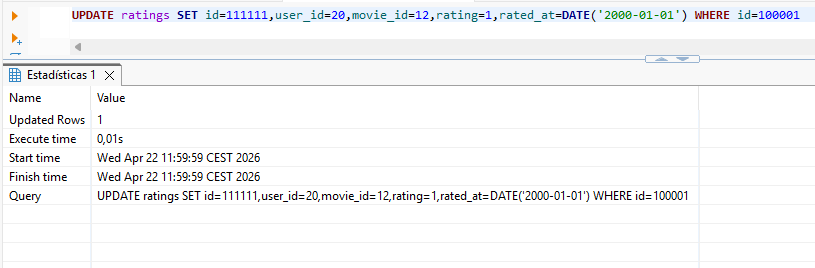 UPDATE ratings SET id=111111,user_id=20,movie_id=12,rating=1,rated_at=DATE('2000-01-01') WHERE id=100001
Estadísticas 1
Name Value
Updated Rows 1
Execute time 0,01s
Start time Wed Apr 22 11:59:59 CEST 2026
Finish time Wed Apr 22 11:59:59 CEST 2026
Query UPDATE ratings SET id=111111,user_id=20,movie_id=12,rating=1,rated_at=DATE('2000-01-01') WHERE id=100001